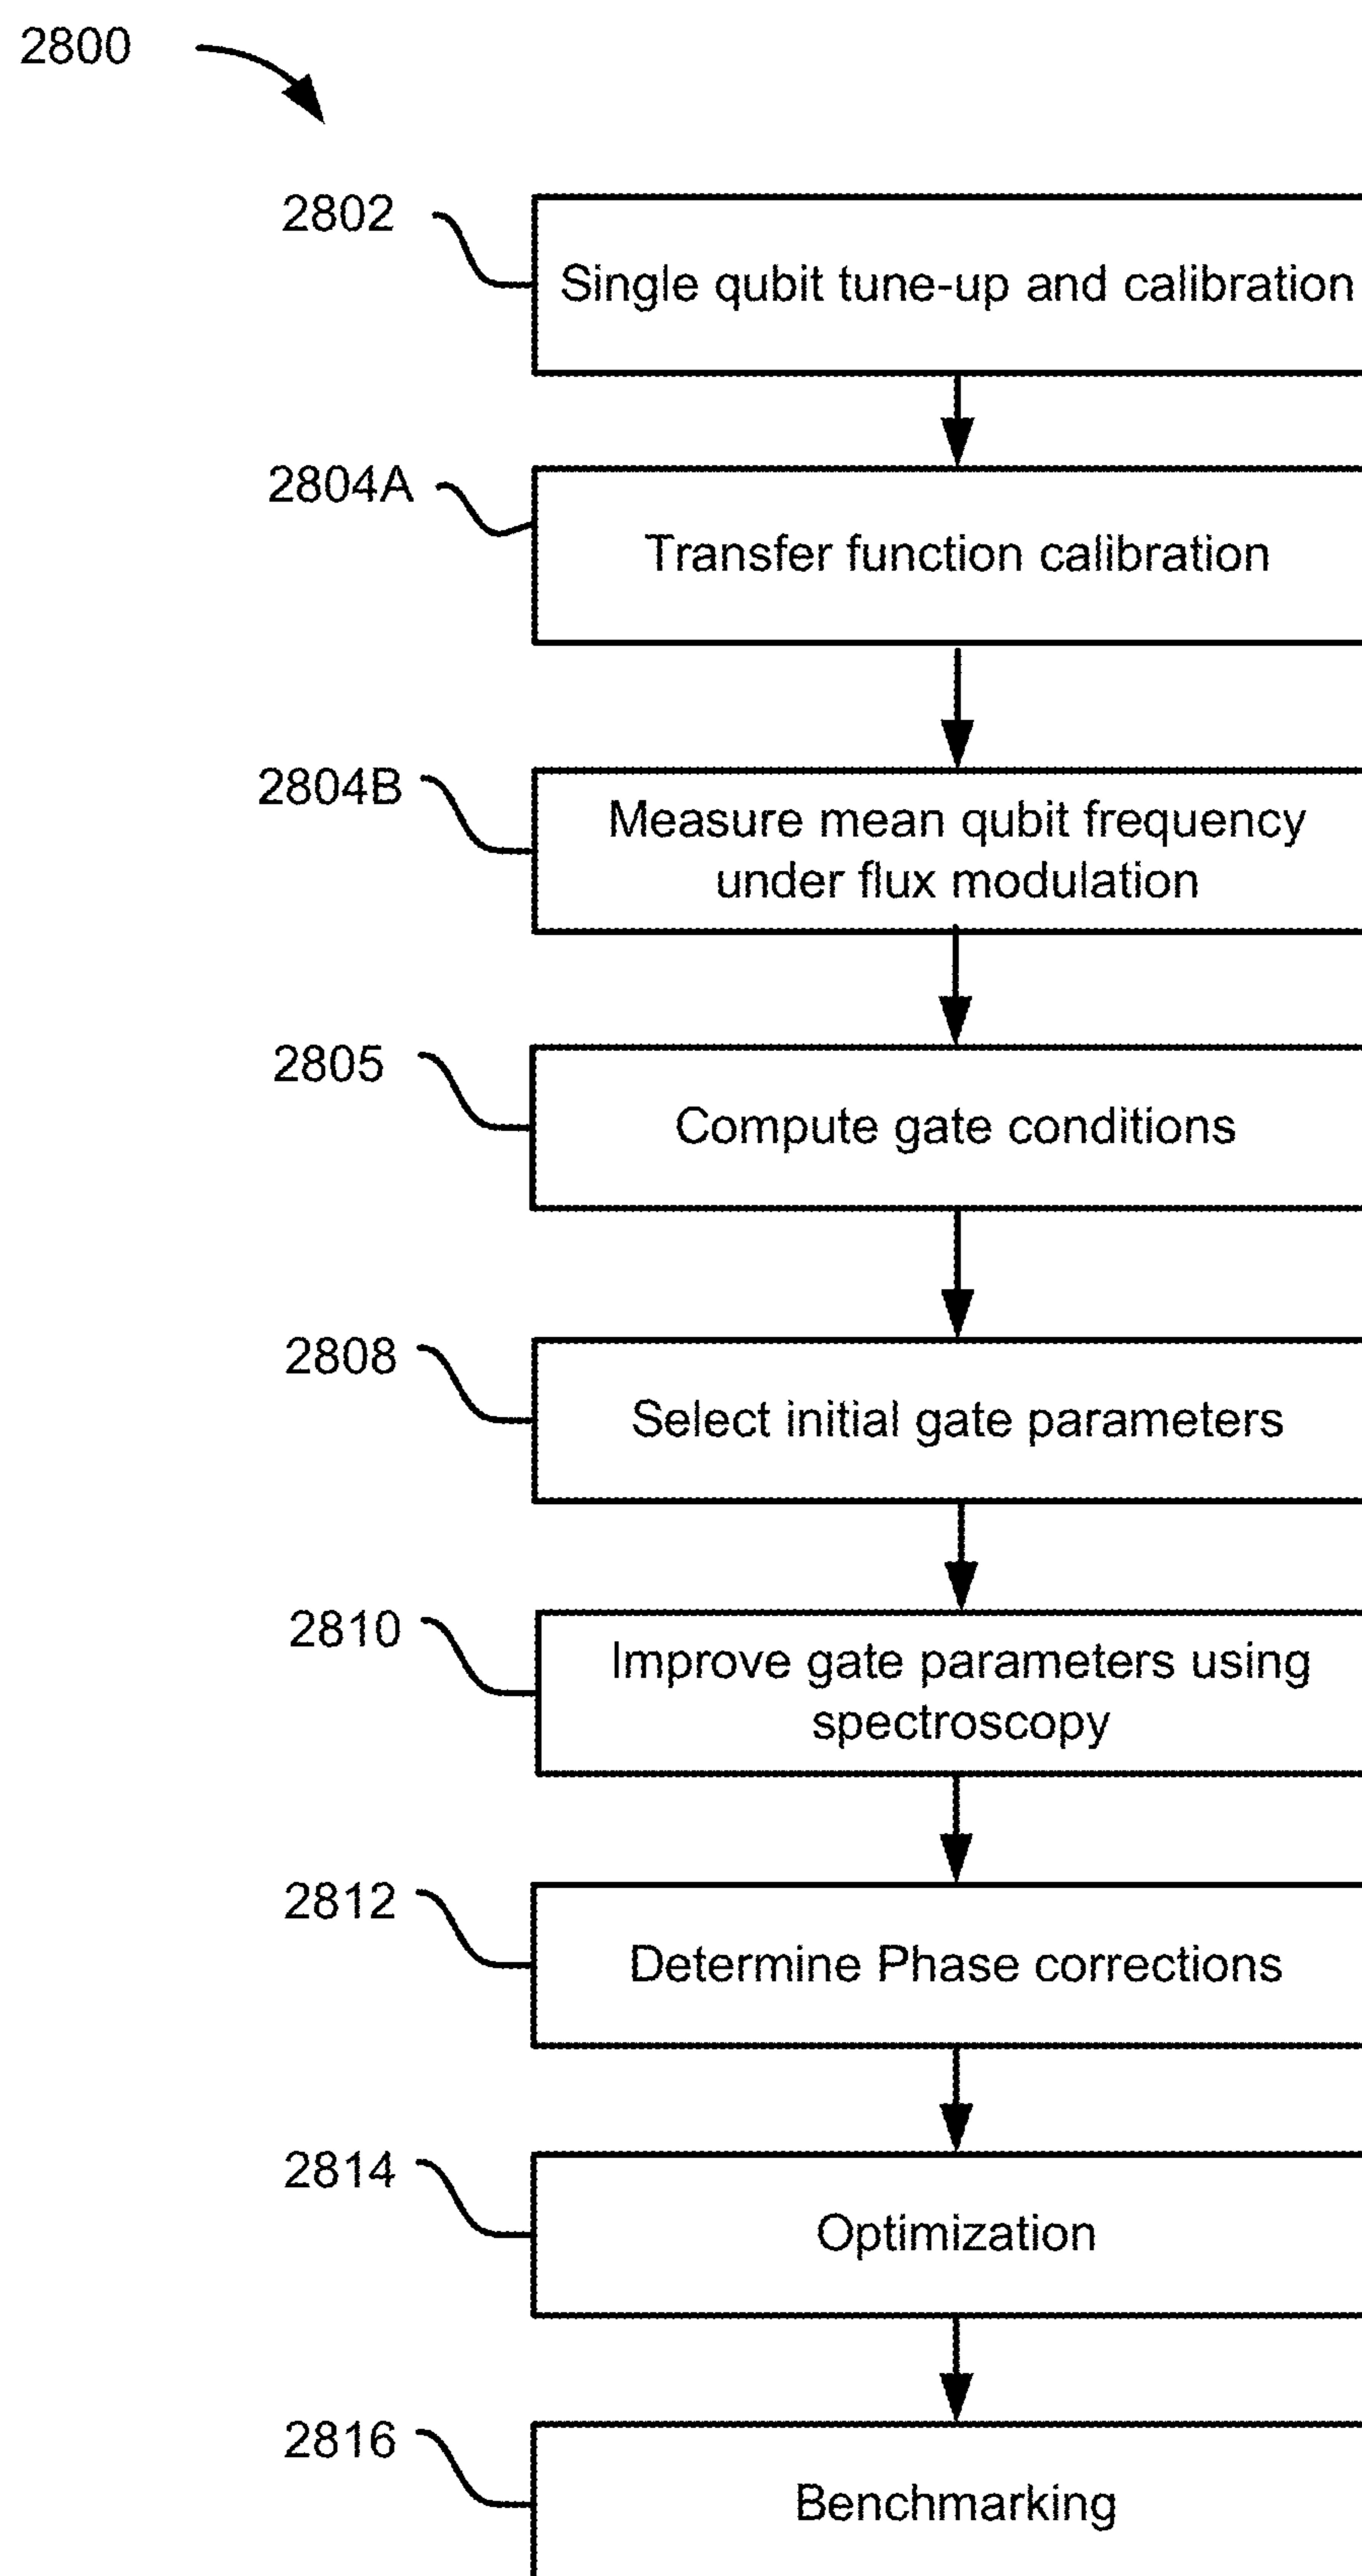 2800
2802
Single qubit tune-up and calibration
2804A
Transfer function calibration
2804B
Measure mean qubit frequency
under flux modulation
2805
Compute gate conditions
2808
Select initial gate parameters
2810
Improve gate parameters using
spectroscopy
2812
Determine Phase corrections
2814
Optimization
2816
Benchmarking